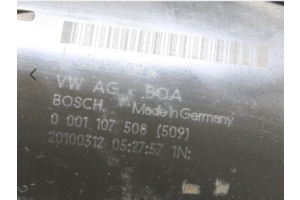 VW AG BOA
BOSCH Made in Germany
0 001 107 508 (509)
20100312 05:27:57 1N: